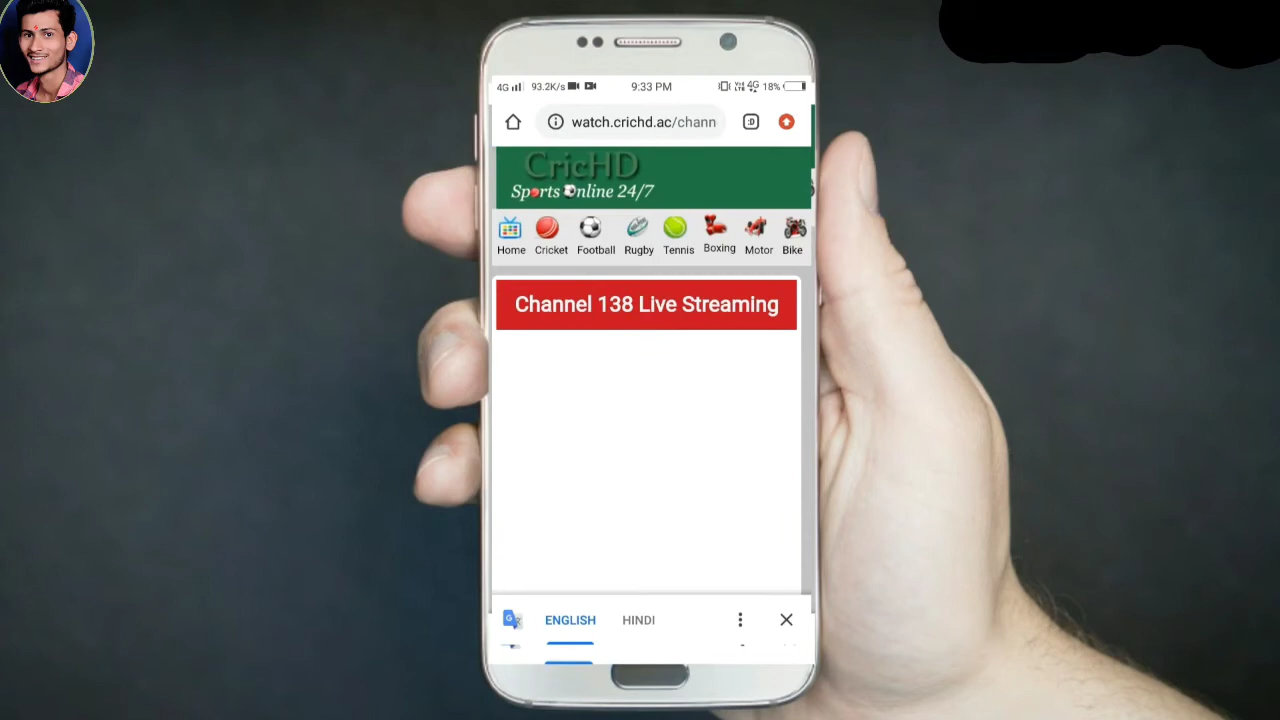 4G 93.2K/s 9:33 PM 4G 18%
watch.crichd.ac/chann :D
CricHD
Sports Online 24/7
Home Cricket Football Rugby Tennis Boxing Motor Bike
Channel 138 Live Streaming
ENGLISH HINDI